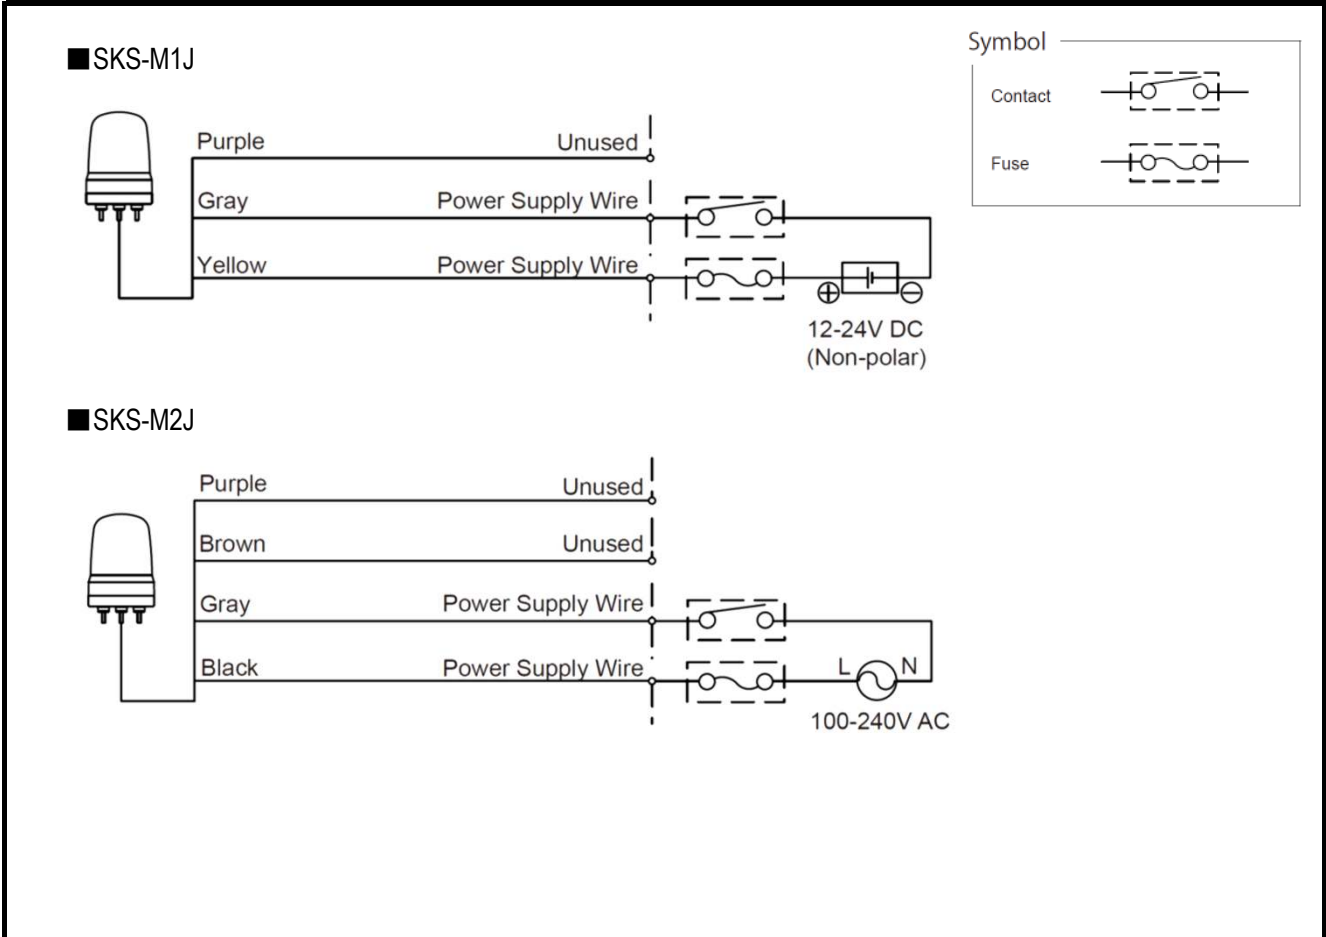 ■SKS-M1J
Symbol
Contact
Fuse
Purple Unused
Gray Power Supply Wire
Yellow Power Supply Wire
12-24V DC
(Non-polar)
■SKS-M2J
Purple Unused
Brown Unused
Gray Power Supply Wire
Black Power Supply Wire
L N
100-240V AC